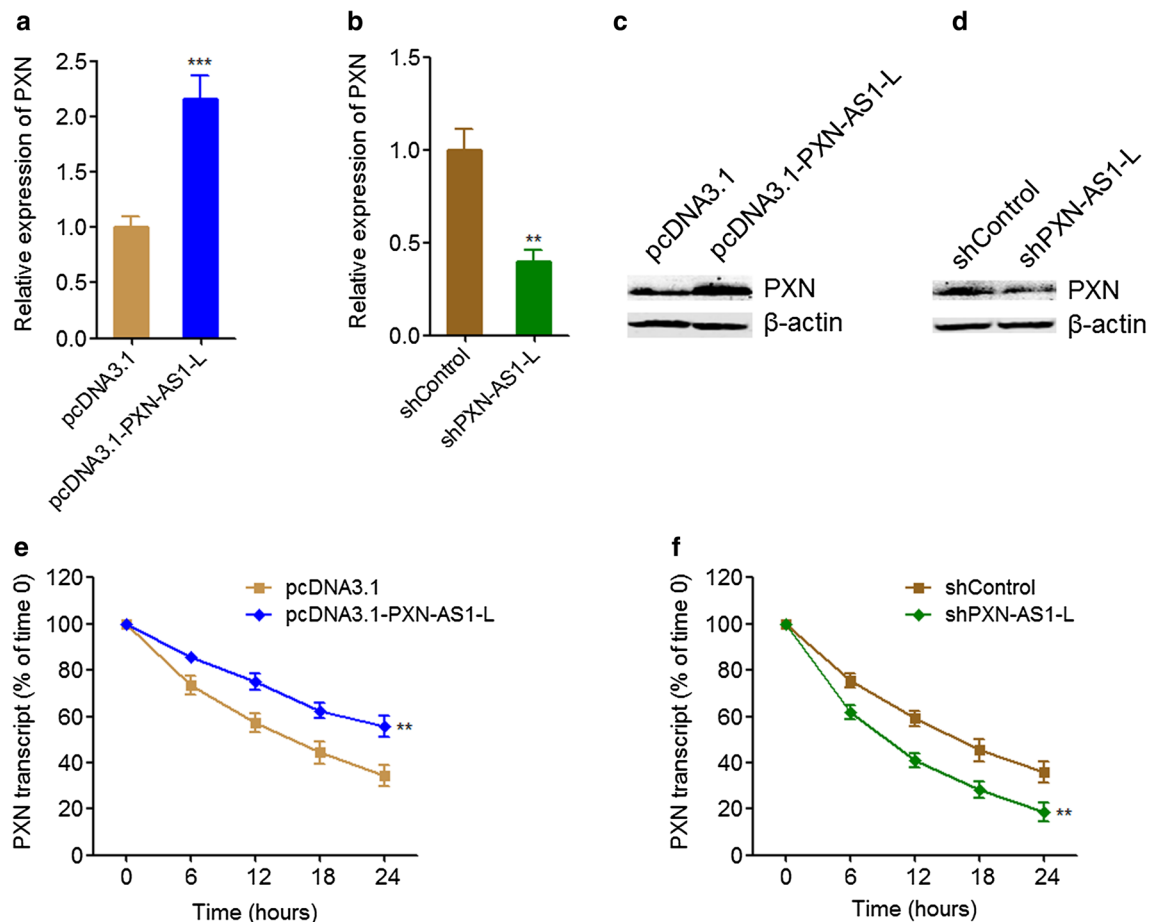 a
Relative expression of PXN
2.5
2.0
1.5
1.0
0.5
0.0
***
pcDNA3.1
pcDNA3.1-PXN-AS1-L
b
Relative expression of PXN
1.5
1.0
0.5
0.0
**
shControl
shPXN-AS1-L
c
pcDNA3.1
pcDNA3.1-PXN-AS1-L
PXN
β-actin
d
shControl
shPXN-AS1-L
PXN
β-actin
e
PXN transcript (% of time 0)
120
100
80
60
40
20
0
pcDNA3.1
pcDNA3.1-PXN-AS1-L
**
0 6 12 18 24
Time (hours)
f
PXN transcript (% of time 0)
120
100
80
60
40
20
0
shControl
shPXN-AS1-L
**
0 6 12 18 24
Time (hours)